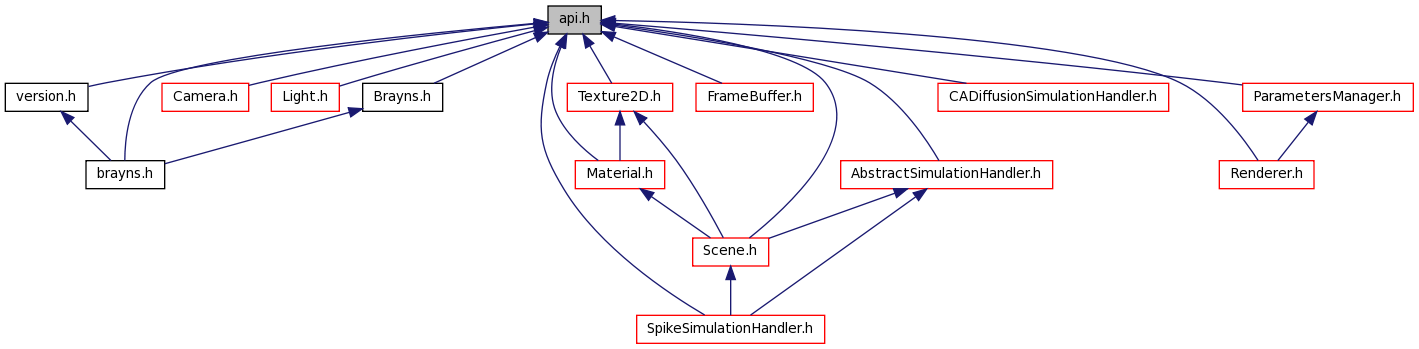 api.h
version.h
Camera.h
Light.h
Brayns.h
Texture2D.h
FrameBuffer.h
CADiffusionSimulationHandler.h
ParametersManager.h
brayns.h
Material.h
AbstractSimulationHandler.h
Renderer.h
Scene.h
SpikeSimulationHandler.h